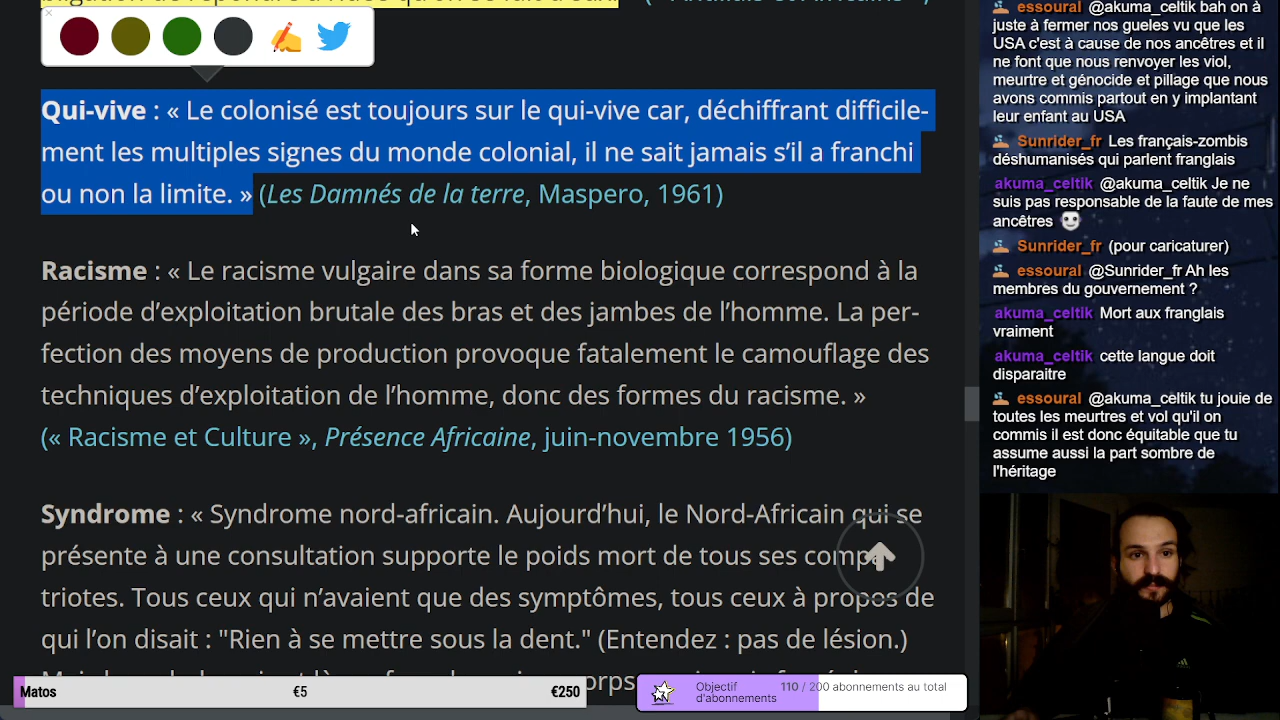 Qui-vive : « Le colonisé est toujours sur le qui-vive car, déchiffrant difficile-
ment les multiples signes du monde colonial, il ne sait jamais s’il a franchi
ou non la limite. » (Les Damnés de la terre, Maspero, 1961)
Racisme : « Le racisme vulgaire dans sa forme biologique correspond à la
période d’exploitation brutale des bras et des jambes de l’homme. La per-
fection des moyens de production provoque fatalement le camouflage des
techniques d’exploitation de l’homme, donc des formes du racisme. »
(« Racisme et Culture », Présence Africaine, juin-novembre 1956)
Syndrome : « Syndrome nord-africain. Aujourd’hui, le Nord-Africain qui se
présente à une consultation supporte le poids mort de tous ses comp
triotes. Tous ceux qui n’avaient que des symptômes, tous ceux à propos de
qui l’on disait : "Rien à se mettre sous la dent." (Entendez : pas de lésion.)
Matos €5 €250
Objectif
d'abonnements
110 / 200 abonnements au total
essoural @akuma_celtik bah on à
juste à fermer nos gueles vu que les
USA c'est à cause de nos ancêtres et il
ne font que nous renvoyer les viol,
meurtre et génocide et pillage que nous
avons commis partout en y implantant
leur enfant au USA
Sunrider_fr Les français-zombis
déshumanisés qui parlent franglais
akuma_celtik @akuma_celtik Je ne
suis pas responsable de la faute de mes
ancêtres
Sunrider_fr (pour caricaturer)
essoural @Sunrider_fr Ah les
membres du gouvernement ?
akuma_celtik Mort aux franglais
vraiment
akuma_celtik cette langue doit
disparaitre
essoural @akuma_celtik tu jouie de
toutes les meurtres et vol qu'il on
commis il est donc équitable que tu
assume aussi la part sombre de
l'héritage